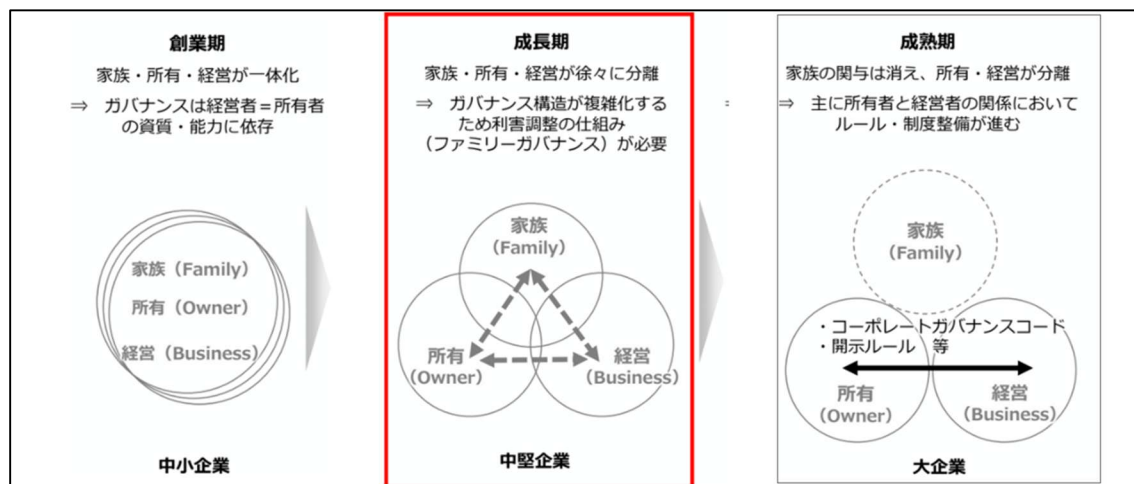 創業期
家族・所有・経営が一体化
⇒ ガバナンスは経営者＝所有者
の資質・能力に依存
家族（Family）
所有（Owner）
経営（Business）
中小企業
成長期
家族・所有・経営が徐々に分離
⇒ ガバナンス構造が複雑化する
ため利害調整の仕組み
（ファミリーガバナンス）が必要
家族
（Family）
所有
（Owner）
経営
（Business）
中堅企業
＝
成熟期
家族の関与は消え、所有・経営が分離
⇒ 主に所有者と経営者の関係において
ルール・制度整備が進む
家族
（Family）
・コーポレートガバナンスコード
・開示ルール 等
所有
（Owner）
経営
（Business）
大企業